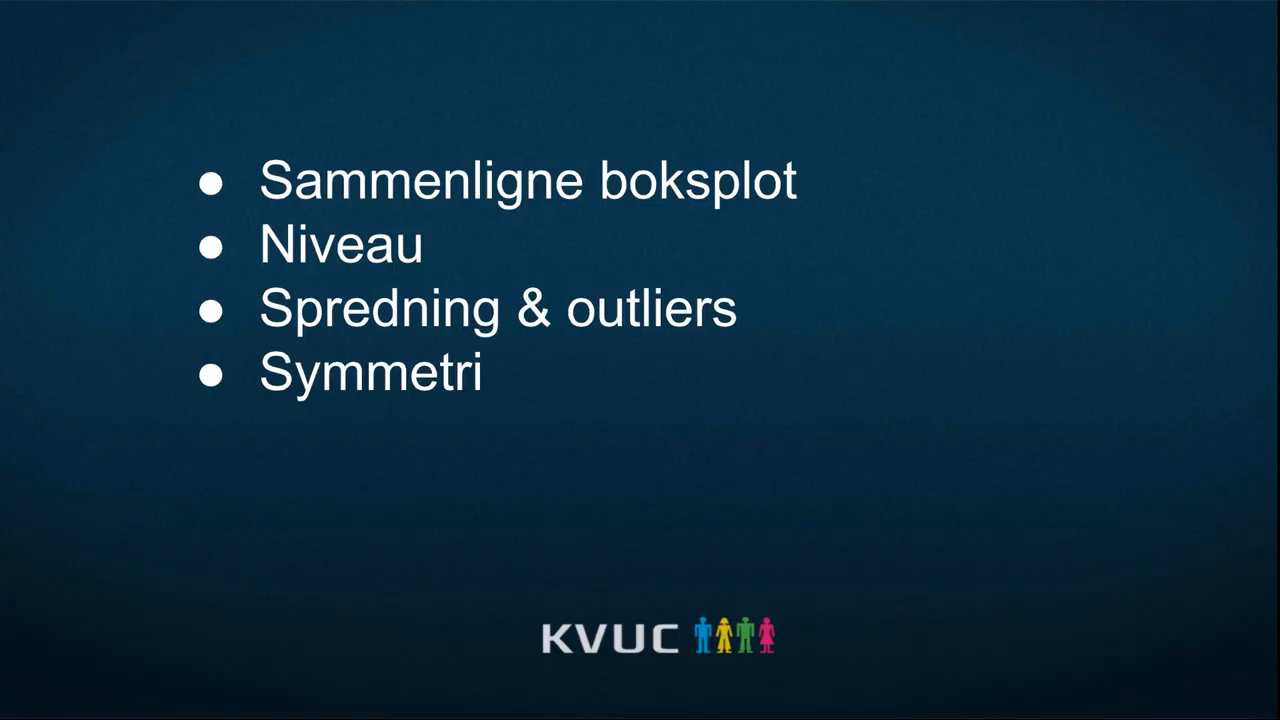 ● Sammenligne boksplot
● Niveau
● Spredning & outliers
● Symmetri
KVUC